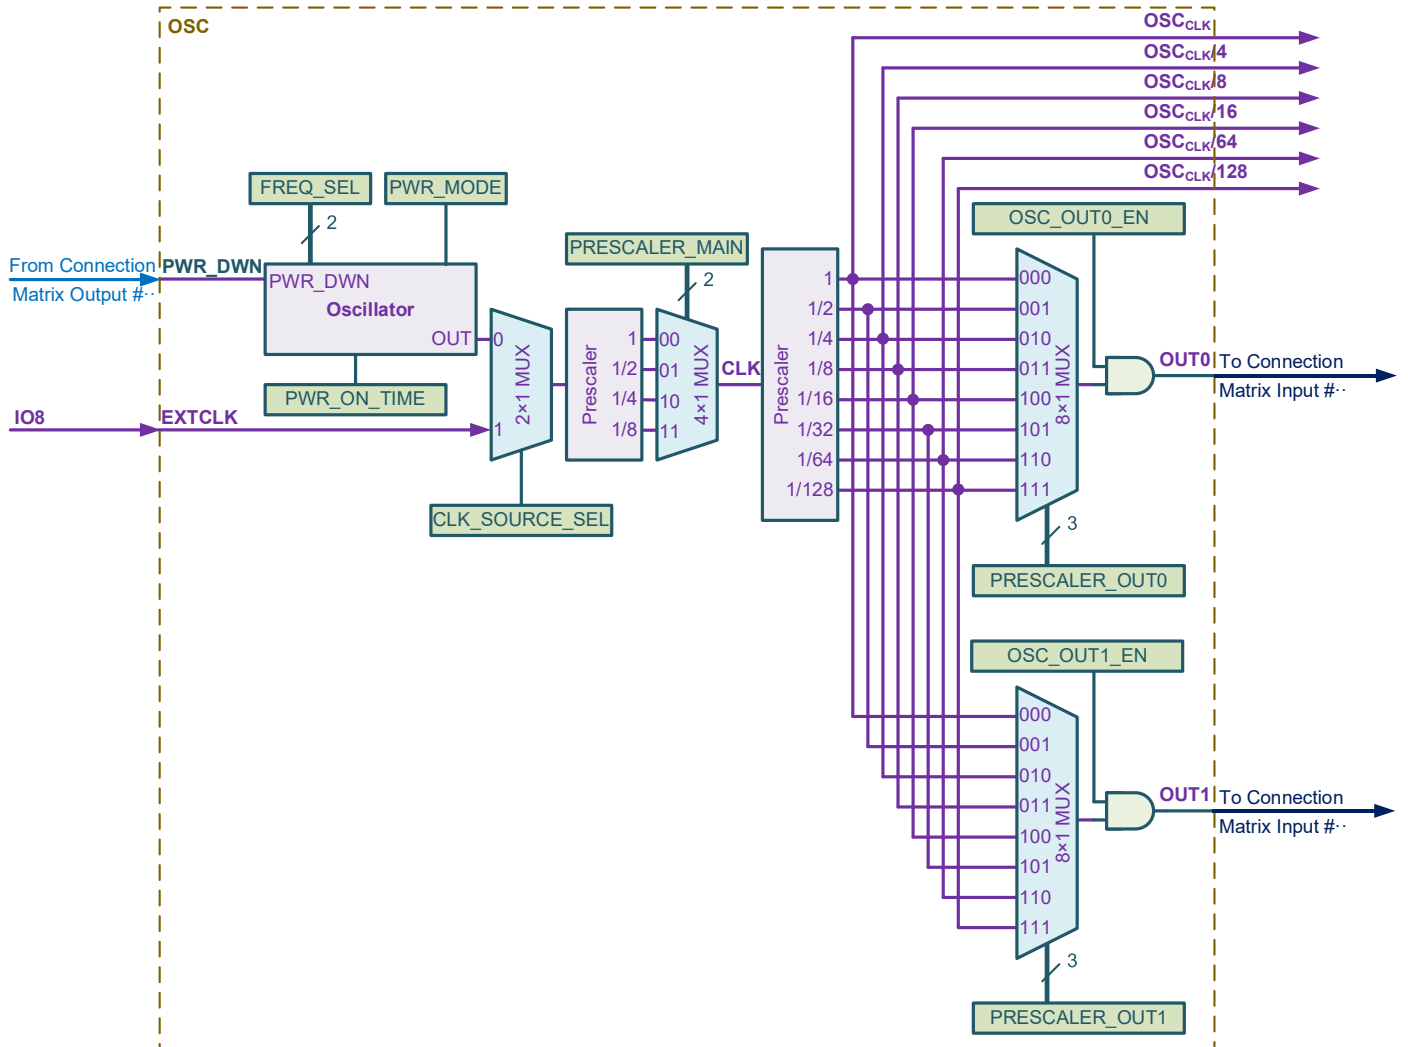 OSC
OSCCLK
OSCCLK/4
OSCCLK/8
OSCCLK/16
OSCCLK/64
OSCCLK/128
FREQ_SEL
PWR_MODE
2
OSC_OUT0_EN
PRESCALER_MAIN
2
From Connection
Matrix Output #··
PWR_DWN
PWR_DWN
Oscillator
OUT
PWR_ON_TIME
IO8
EXTCLK
0
1
2×1 MUX
CLK_SOURCE_SEL
Prescaler
1
1/2
1/4
1/8
00
01
10
11
4×1 MUX
CLK
Prescaler
1
1/2
1/4
1/8
1/16
1/32
1/64
1/128
000
001
010
011
100
101
110
111
8×1 MUX
OUT0
To Connection
Matrix Input #··
3
PRESCALER_OUT0
OSC_OUT1_EN
000
001
010
011
100
101
110
111
8×1 MUX
OUT1
To Connection
Matrix Input #··
3
PRESCALER_OUT1